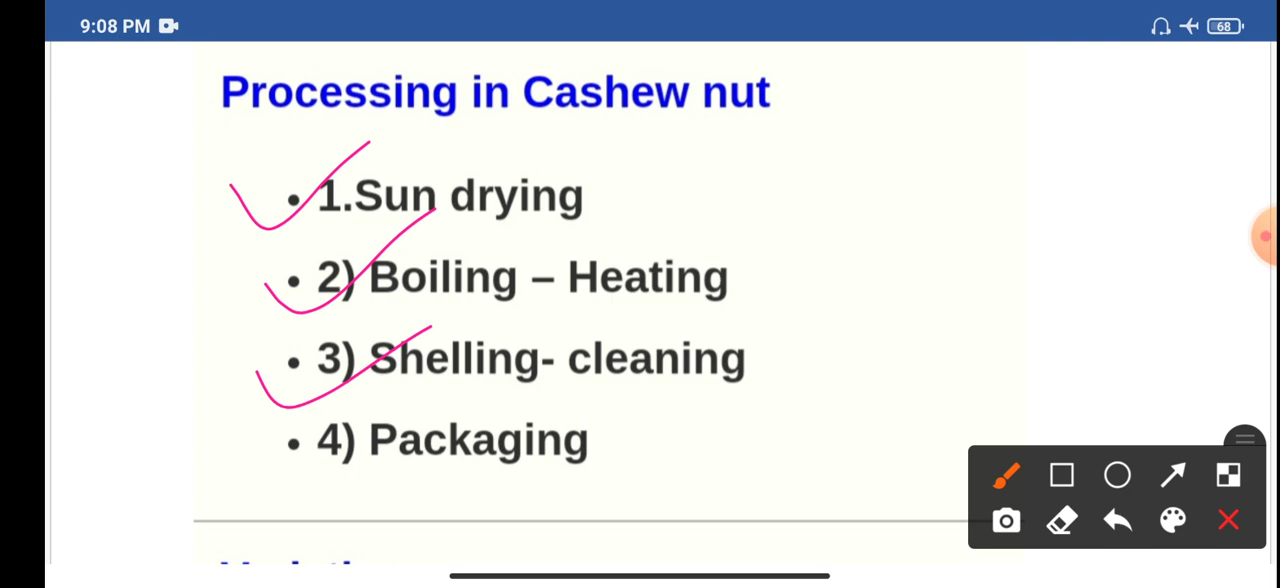 9:08 PM
68
Processing in Cashew nut
• 1.Sun drying
• 2) Boiling – Heating
• 3) Shelling- cleaning
• 4) Packaging